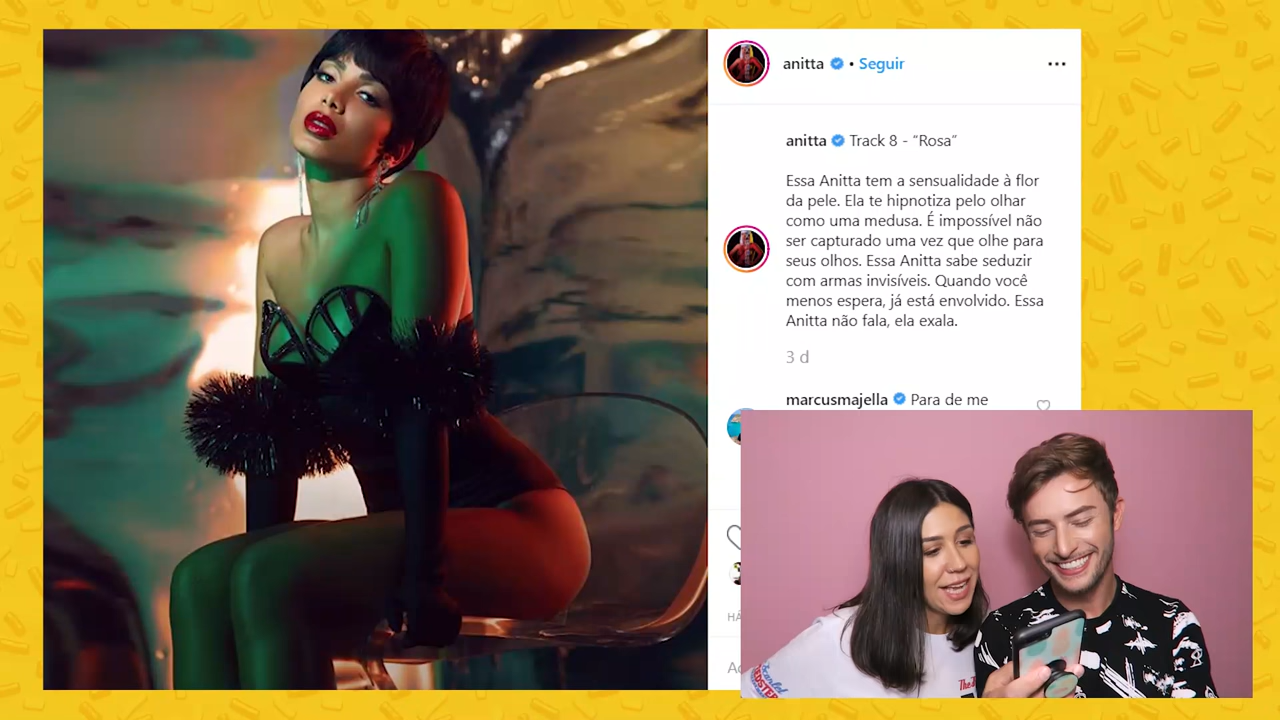 anitta • Seguir
anitta Track 8 - “Rosa”
Essa Anitta tem a sensualidade à flor
da pele. Ela te hipnotiza pelo olhar
como uma medusa. É impossível não
ser capturado uma vez que olhe para
seus olhos. Essa Anitta sabe seduzir
com armas invisíveis. Quando você
menos espera, já está envolvido. Essa
Anitta não fala, ela exala.
3 d
marcusmajella Para de me
HÁ